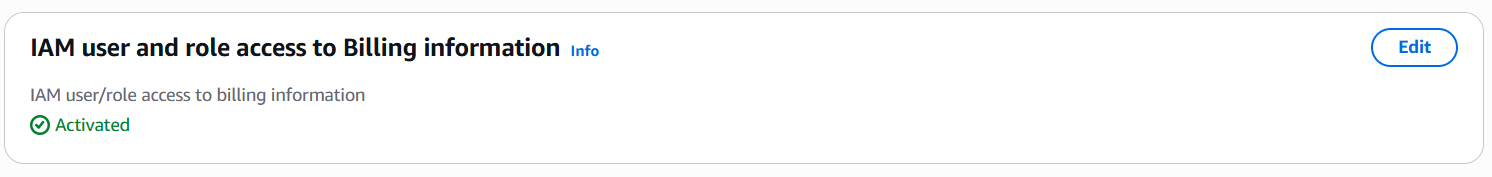 IAM user and role access to Billing information Info
Edit
IAM user/role access to billing information
Activated